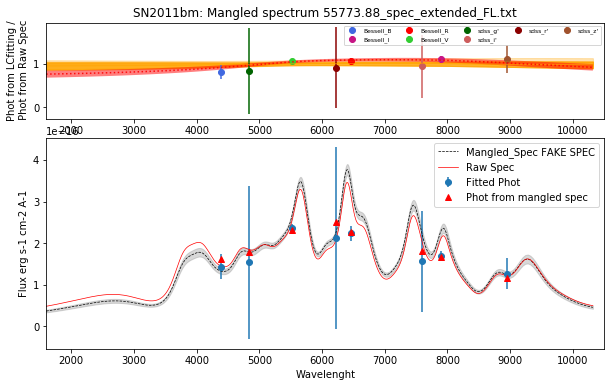 SN2011bm: Mangled spectrum 55773.88_spec_extended_FL.txt
Phot from LCfitting /
Phot from Raw Spec
Bessell_B
Bessell_I
Bessell_R
Bessell_V
sdss_g'
sdss_i'
sdss_r'
sdss_z'
1
0
2000 3000 4000 5000 6000 7000 8000 9000 10000
1e−16
Flux erg s-1 cm-2 A-1
Mangled_Spec FAKE SPEC
Raw Spec
Fitted Phot
Phot from mangled spec
4
3
2
1
0
2000 3000 4000 5000 6000 7000 8000 9000 10000
Wavelenght